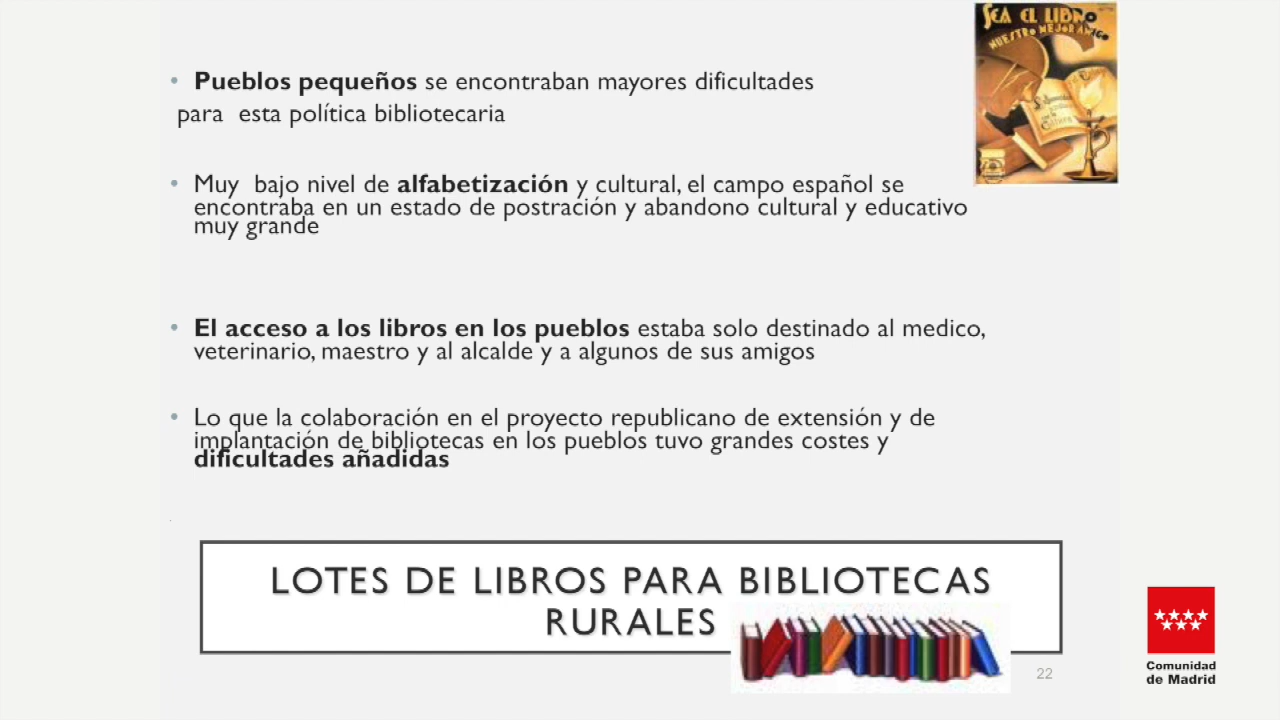 SEA EL LIBRO
NUESTRO MEJOR AMIGO
• Pueblos pequeños se encontraban mayores dificultades
para esta política bibliotecaria
• Muy bajo nivel de alfabetización y cultural, el campo español se
encontraba en un estado de postración y abandono cultural y educativo
muy grande
• El acceso a los libros en los pueblos estaba solo destinado al medico,
veterinario, maestro y al alcalde y a algunos de sus amigos
• Lo que la colaboración en el proyecto republicano de extensión y de
implantación de bibliotecas en los pueblos tuvo grandes costes y
dificultades añadidas
LOTES DE LIBROS PARA BIBLIOTECAS
RURALES
22
Comunidad
de Madrid